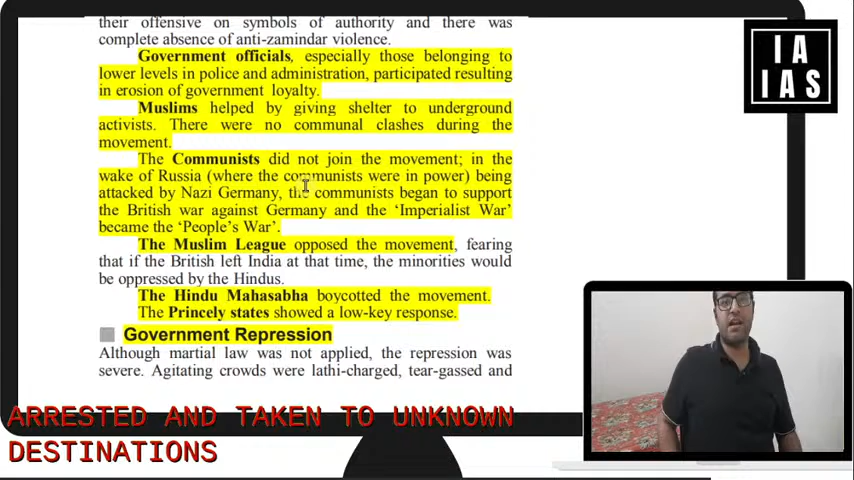 their offensive on symbols of authority and there was
complete absence of anti-zamindar violence.
Government officials, especially those belonging to
lower levels in police and administration, participated resulting
in erosion of government loyalty.
Muslims helped by giving shelter to underground
activists. There were no communal clashes during the
movement.
The Communists did not join the movement; in the
wake of Russia (where the communists were in power) being
attacked by Nazi Germany, the communists began to support
the British war against Germany and the ‘Imperialist War’
became the ‘People’s War’.
The Muslim League opposed the movement, fearing
that if the British left India at that time, the minorities would
be oppressed by the Hindus.
The Hindu Mahasabha boycotted the movement.
The Princely states showed a low-key response.
Government Repression
Although martial law was not applied, the repression was
severe. Agitating crowds were lathi-charged, tear-gassed and
ARRESTED AND TAKEN TO UNKNOWN
DESTINATIONS
IA
IAS